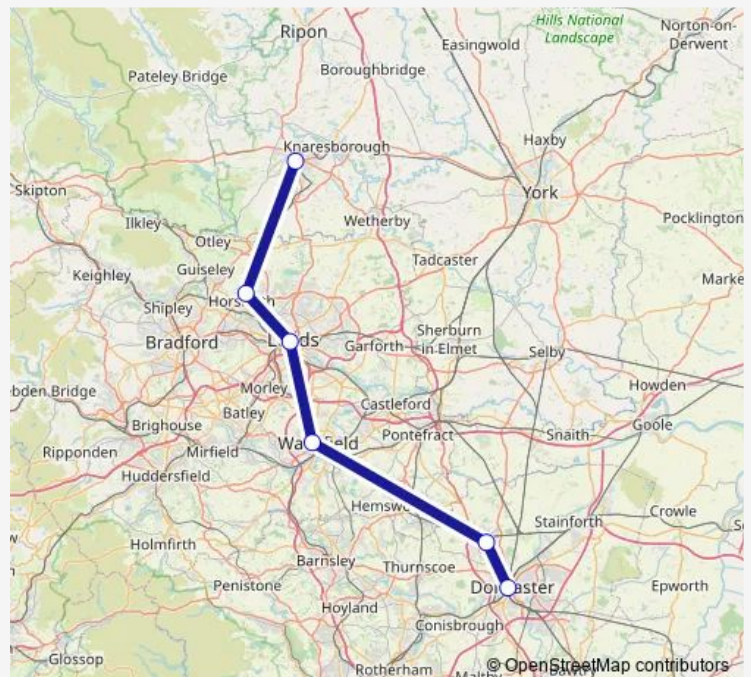 Ripon
Hills National
Landscape
Norton-on-
Derwent
Easingwold
Pateley Bridge
Boroughbridge
Haxby
Knaresborough
Skipton
York
Ilkley
Wetherby
Pocklington
Otley
Guiseley
Tadcaster
Keighley
Shipley
Bradford
Garforth
Sherburn
in Elmet
Selby
Howden
Morley
Batley
Castleford
Brighouse
Goole
Pontefract
Snaith
Ripponden
Mirfield
Huddersfield
Stainforth
Crowle
Holmfirth
Barnsley
Thurnscoe
Penistone
Epworth
Hoyland
Conisbrough
Glossop
Rotherham
© OpenStreetMap contributors